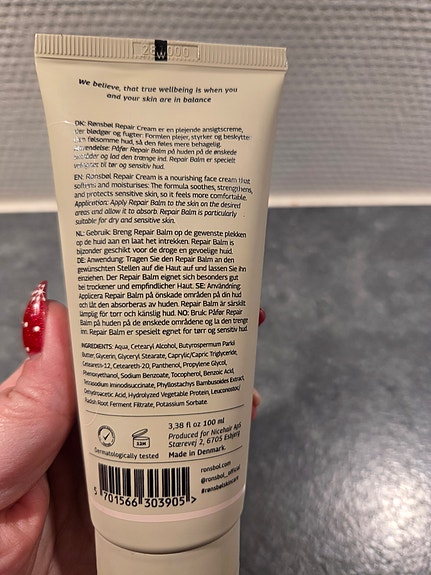 We believe, that true wellbeing is when you
and your skin are in balance
DK: Rønsbøl Repair Cream er en plejende ansigtscreme,
der blødgør og fugter. Formlen plejer, styrker og beskytter
følsomme hud, så den føles mere behagelig.
Påfør Repair Balm på huden på de ønskede
områder og lad den trænge ind. Repair Balm er specielt
velegnet til tør og sensitiv hud.
EN: Rønsbøl Repair Cream is a nourishing face cream that
softens and moisturises: The formula soothes, strengthens,
and protects sensitive skin, so it feels more comfortable.
Application: Apply Repair Balm to the skin on the desired
areas and allow it to absorb. Repair Balm is particularly
suitable for dry and sensitive skin.
NL: Gebruik: Breng Repair Balm op de gewenste plekken
op de huid aan en laat het intrekken. Repair Balm is
bijzonder geschikt voor de droge en gevoelige huid.
DE: Anwendung: Tragen Sie den Repair Balm an den
gewünschten Stellen auf die Haut auf und lassen Sie ihn
einziehen. Der Repair Balm eignet sich besonders gut
bei trockener und empfindlicher Haut. SE: Användning:
Applicera Repair Balm på önskade områden på din hud
och låt den absorberas av huden. Repair Balm är särskilt
lämplig för torr och känslig hud. NO: Bruk: Påfør Repair
Balm på huden på de ønskede områdene og la den trenge
inn. Repair Balm er spesielt egnet for tørr og sensitiv hud.
INGREDIENTS: Aqua, Cetearyl Alcohol, Butyrospermum Parkii
Butter, Glycerin, Glyceryl Stearate, Caprylic/Capric Triglyceride,
Ceteareth-12, Ceteareth-20, Panthenol, Propylene Glycol,
Phenoxyethanol, Sodium Benzoate, Tocopherol, Benzoic Acid,
Tetrasodium Iminodisuccinate, Phyllostachys Bambusoides Extract,
Dehydroacetic Acid, Hydrolyzed Vegetable Protein, Leuconostoc/
Radish Root Ferment Filtrate, Potassium Sorbate.
12M
Dermatologically tested
3,38 fl oz 100 ml
Produced for Nicehair ApS
Stærevej 2, 6705 Esbjerg
Made in Denmark.
ronsbol.com
@ronsbol_official
#rønsbølskincare
5 701566 303905 >